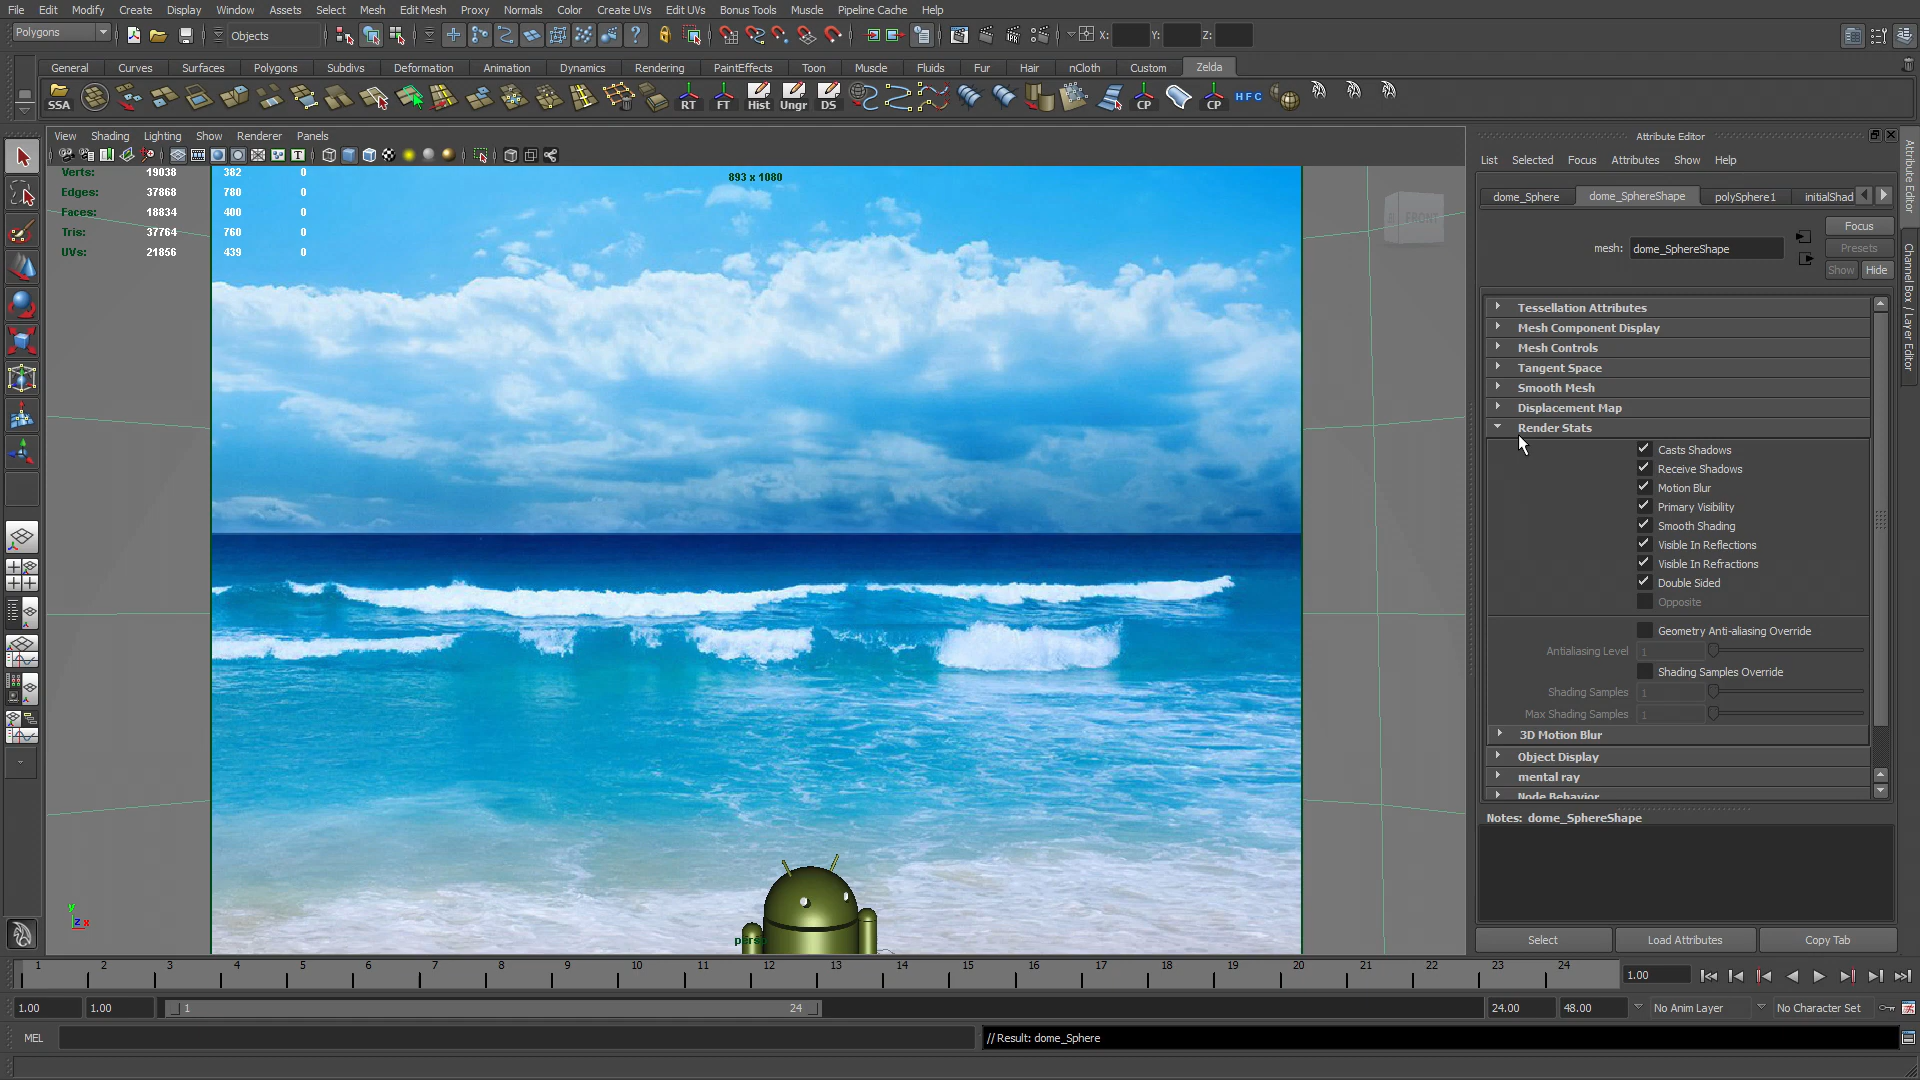 File Edit Modify Create Display Window Assets Select Mesh Edit Mesh Proxy Normals Color Create UVs Edit UVs Bonus Tools Muscle Pipeline Cache Help
Polygons Objects X: Y: Z:
General Curves Surfaces Polygons Subdivs Deformation Animation Dynamics Rendering PaintEffects Toon Muscle Fluids Fur Hair nCloth Custom Zelda
SSA RT FT Hist Ungr DS CP CP HFC
View Shading Lighting Show Renderer Panels
Verts: 19038 382 0
Edges: 37868 780 0
Faces: 18834 400 0
Tris: 37764 760 0
UVs: 21856 439 0
893 x 1080
FRONT
persp
y
z x
Attribute Editor
List Selected Focus Attributes Show Help
dome_Sphere dome_SphereShape polySphere1 initialShad
mesh: dome_SphereShape
Focus
Presets
Show Hide
Tessellation Attributes
Mesh Component Display
Mesh Controls
Tangent Space
Smooth Mesh
Displacement Map
Render Stats
Casts Shadows
Receive Shadows
Motion Blur
Primary Visibility
Smooth Shading
Visible In Reflections
Visible In Refractions
Double Sided
Opposite
Geometry Anti-aliasing Override
Antialiasing Level 1
Shading Samples Override
Shading Samples 1
Max Shading Samples 1
3D Motion Blur
Object Display
mental ray
Node Behavior
Notes: dome_SphereShape
Select Load Attributes Copy Tab
Attribute Editor
Channel Box / Layer Editor
1 2 3 4 5 6 7 8 9 10 11 12 13 14 15 16 17 18 19 20 21 22 23 24 1.00
1.00 1.00 1 24 24.00 48.00 No Anim Layer No Character Set
MEL // Result: dome_Sphere